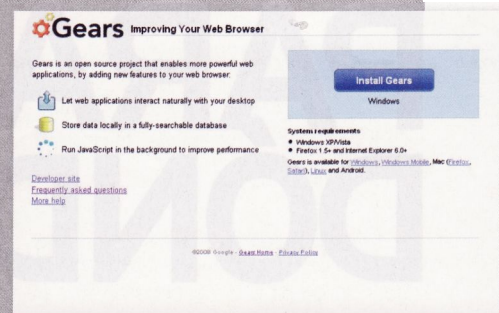 Gears Improving Your Web Browser
Gears is an open source project that enables more powerful web
applications, by adding new features to your web browser.
Let web applications interact naturally with your desktop
Store data locally in a fully-searchable database
Run JavaScript in the background to improve performance
Developer site
Frequently asked questions
More help
Install Gears
Windows
System requirements
• Windows XP/Vista
• Firefox 1.5+ and Internet Explorer 6.0+
Gears is available for Windows, Windows Mobile, Mac (Firefox,
Safari), Linux and Android.
©2008 Google - Gears Home - Privacy Policy